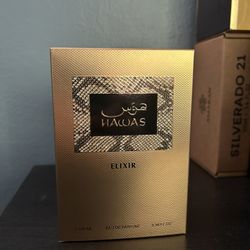 هوس
HAWAS
ELIXIR
EAU DE PARFUM
SILVERADO 21